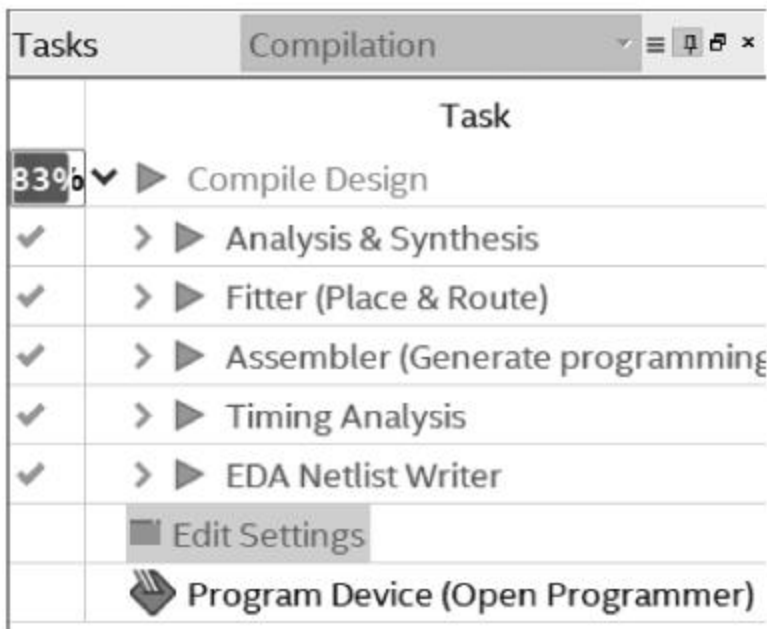 Tasks Compilation
Task
83% Compile Design
Analysis & Synthesis
Fitter (Place & Route)
Assembler (Generate programming
Timing Analysis
EDA Netlist Writer
Edit Settings
Program Device (Open Programmer)